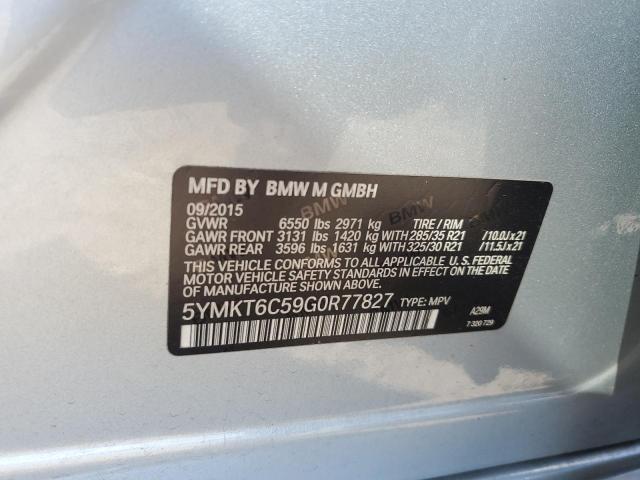 MFD BY BMW M GMBH
09/2015
GVWR 6550 lbs 2971 kg TIRE / RIM
GAWR FRONT 3131 lbs 1420 kg WITH 285/35 R21 /10.0J x 21
GAWR REAR 3596 lbs 1631 kg WITH 325/30 R21 /11.5J x 21
THIS VEHICLE CONFORMS TO ALL APPLICABLE U.S. FEDERAL
MOTOR VEHICLE SAFETY STANDARDS IN EFFECT ON THE DATE
OF MANUFACTURE SHOWN ABOVE.
5YMKT6C59G0R77827 TYPE: MPV
A29M
7 320 729